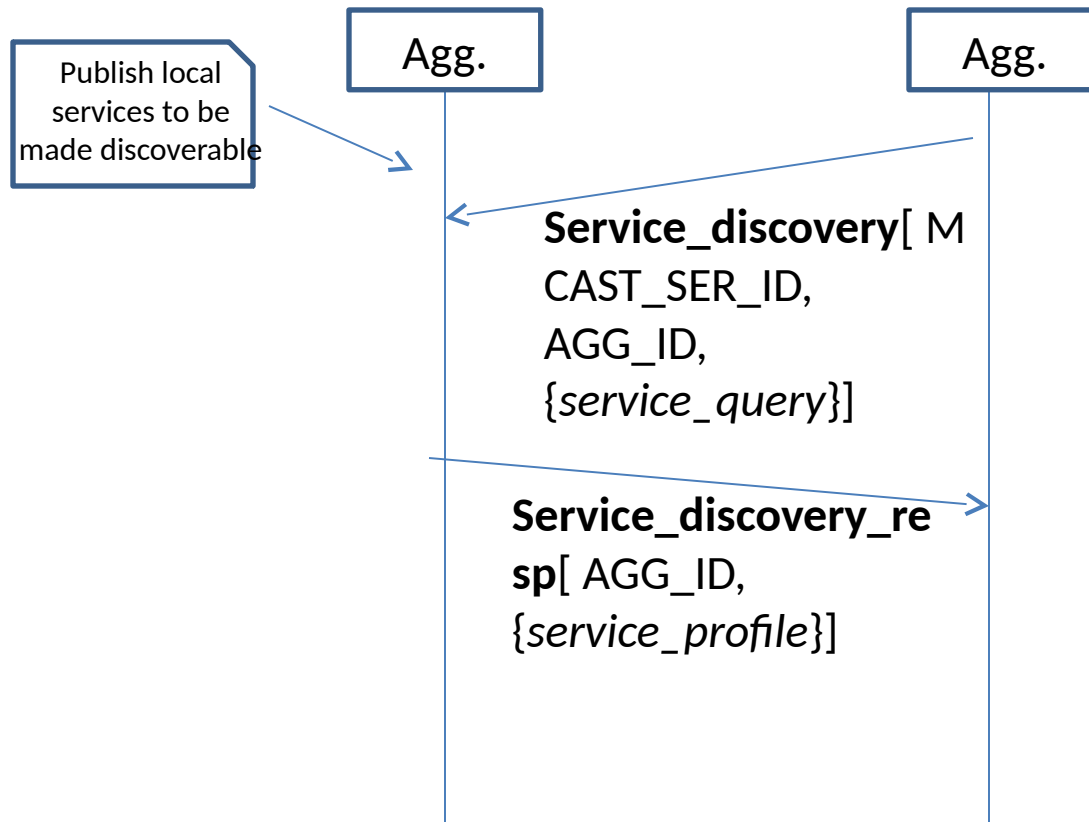 Agg.
Agg.
Publish local
services to be
made discoverable
Service_discovery[ M
CAST_SER_ID,
AGG_ID,
{service_query}]
Service_discovery_re
sp[ AGG_ID,
{service_profile}]